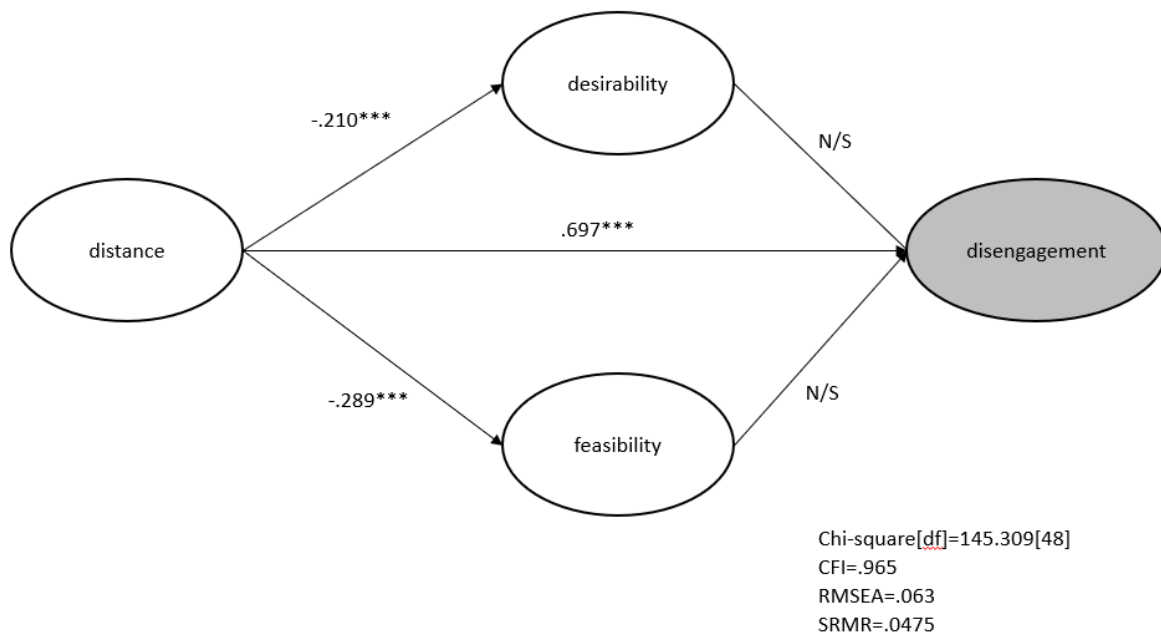 desirability
-.210***
N/S
.697***
distance
disengagement
-.289***
N/S
feasibility
Chi-square[df]=145.309[48]
CFI=.965
RMSEA=.063
SRMR=.0475